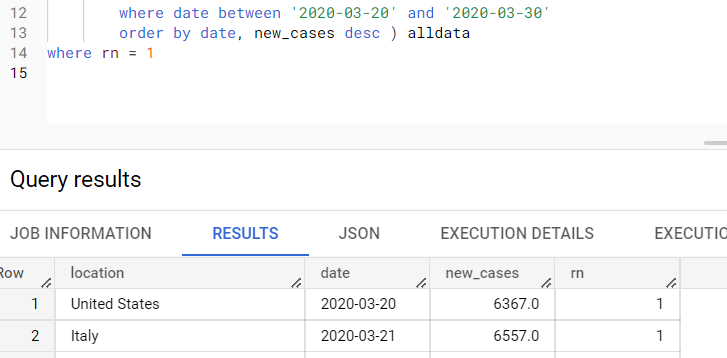 12 where date between '2020-03-20' and '2020-03-30'
13 order by date, new_cases desc ) alldata
14 where rn = 1
15
Query results
JOB INFORMATION RESULTS JSON EXECUTION DETAILS EXECUTIO
Row location date new_cases rn
1 United States 2020-03-20 6367.0 1
2 Italy 2020-03-21 6557.0 1